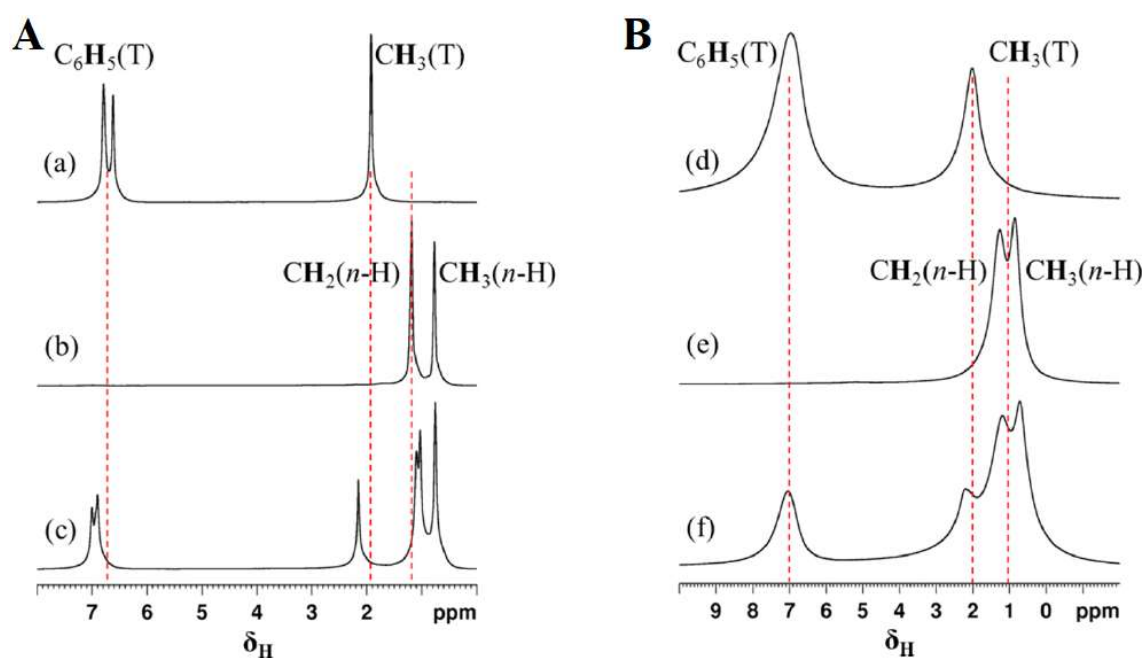 A
C₆H₅(T)
CH₃(T)
(a)
CH₂(n-H)
CH₃(n-H)
(b)
(c)
7 6 5 4 3 2 ppm
δH
B
C₆H₅(T)
CH₃(T)
(d)
CH₂(n-H)
CH₃(n-H)
(e)
(f)
9 8 7 6 5 4 3 2 1 0 ppm
δH